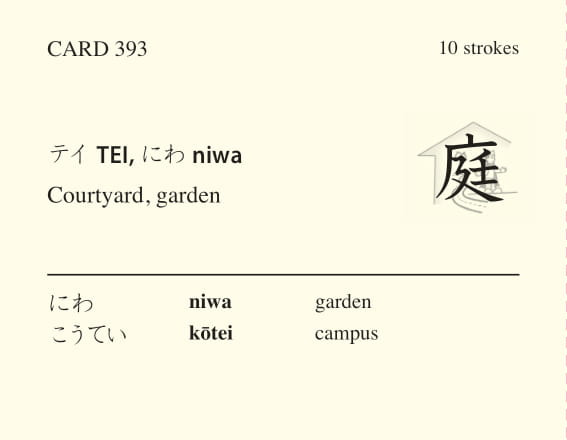 CARD 393
10 strokes
テイ TEI, にわ niwa
Courtyard, garden
庭
にわ niwa garden
こうてい kōtei campus